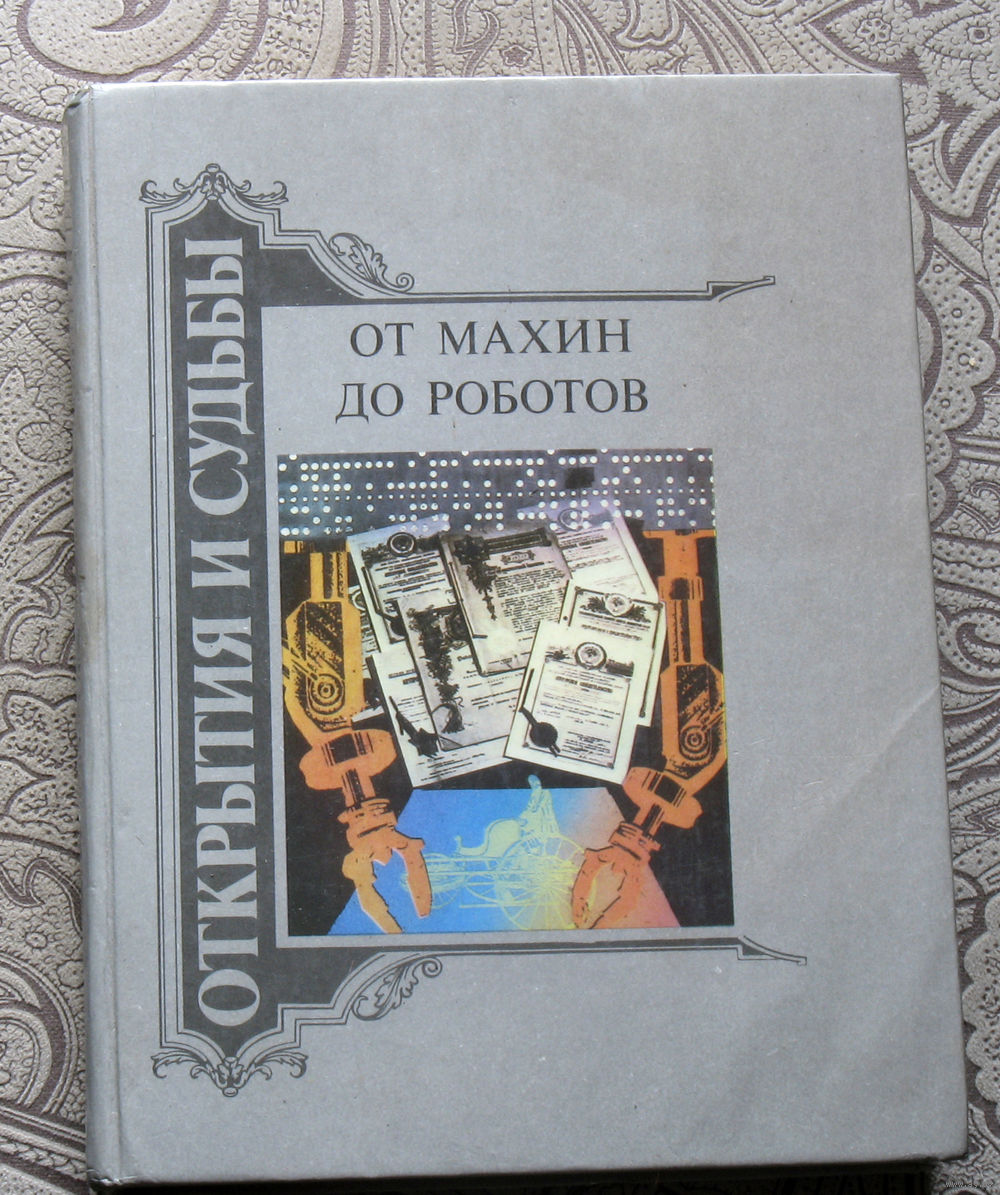 ОТКРЫТИЯ И СУДЬБЫ
ОТ МАХИН
ДО РОБОТОВ